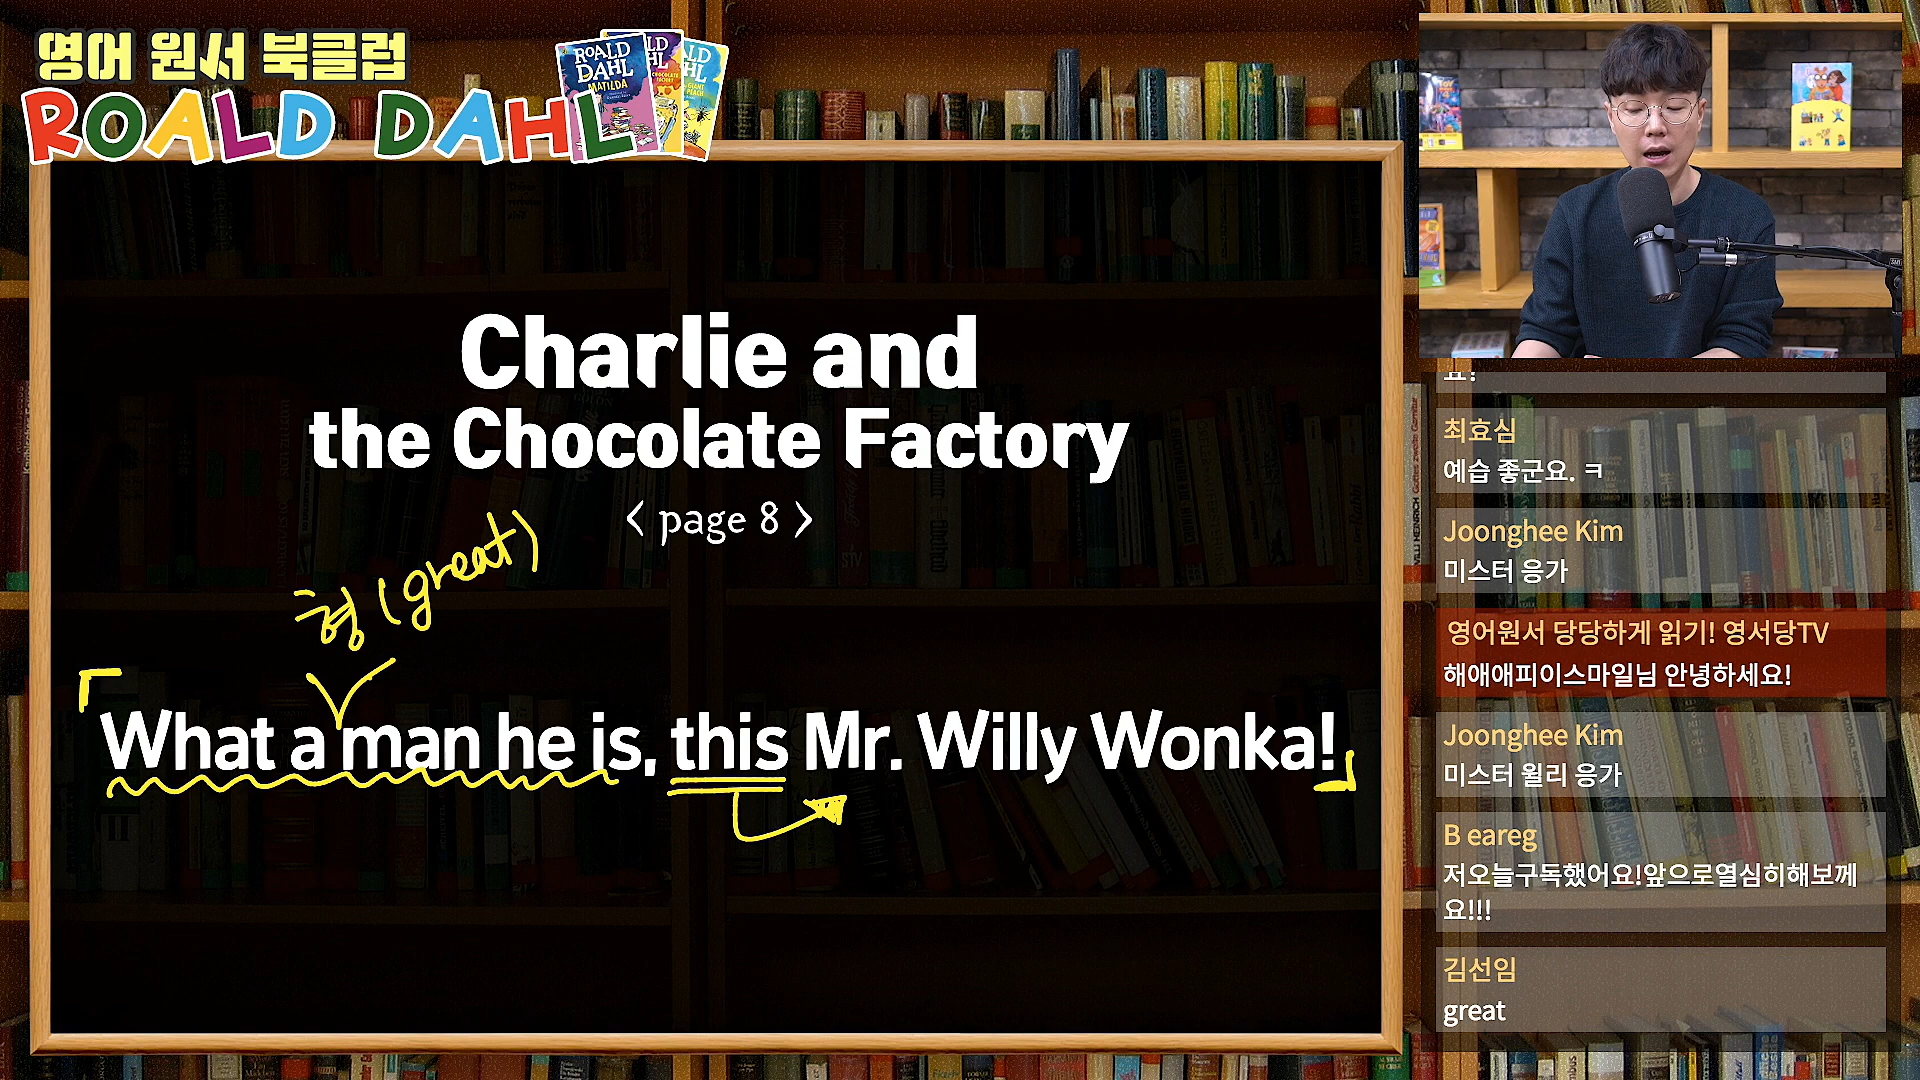 영어 원서 북클럽
ROALD DAHL
ROALD
DAHL
MATILDA
Charlie and
the Chocolate Factory
< page 8 >
형 (great)
「What a man he is, this Mr. Willy Wonka!」
요!
최효심
예습 좋군요. ㅋ
Joonghee Kim
미스터 응가
영어원서 당당하게 읽기! 영서당TV
해애애피이스마일님 안녕하세요!
Joonghee Kim
미스터 윌리 응가
B eareg
저오늘구독했어요!앞으로열심히해보께
요!!!
김선임
great